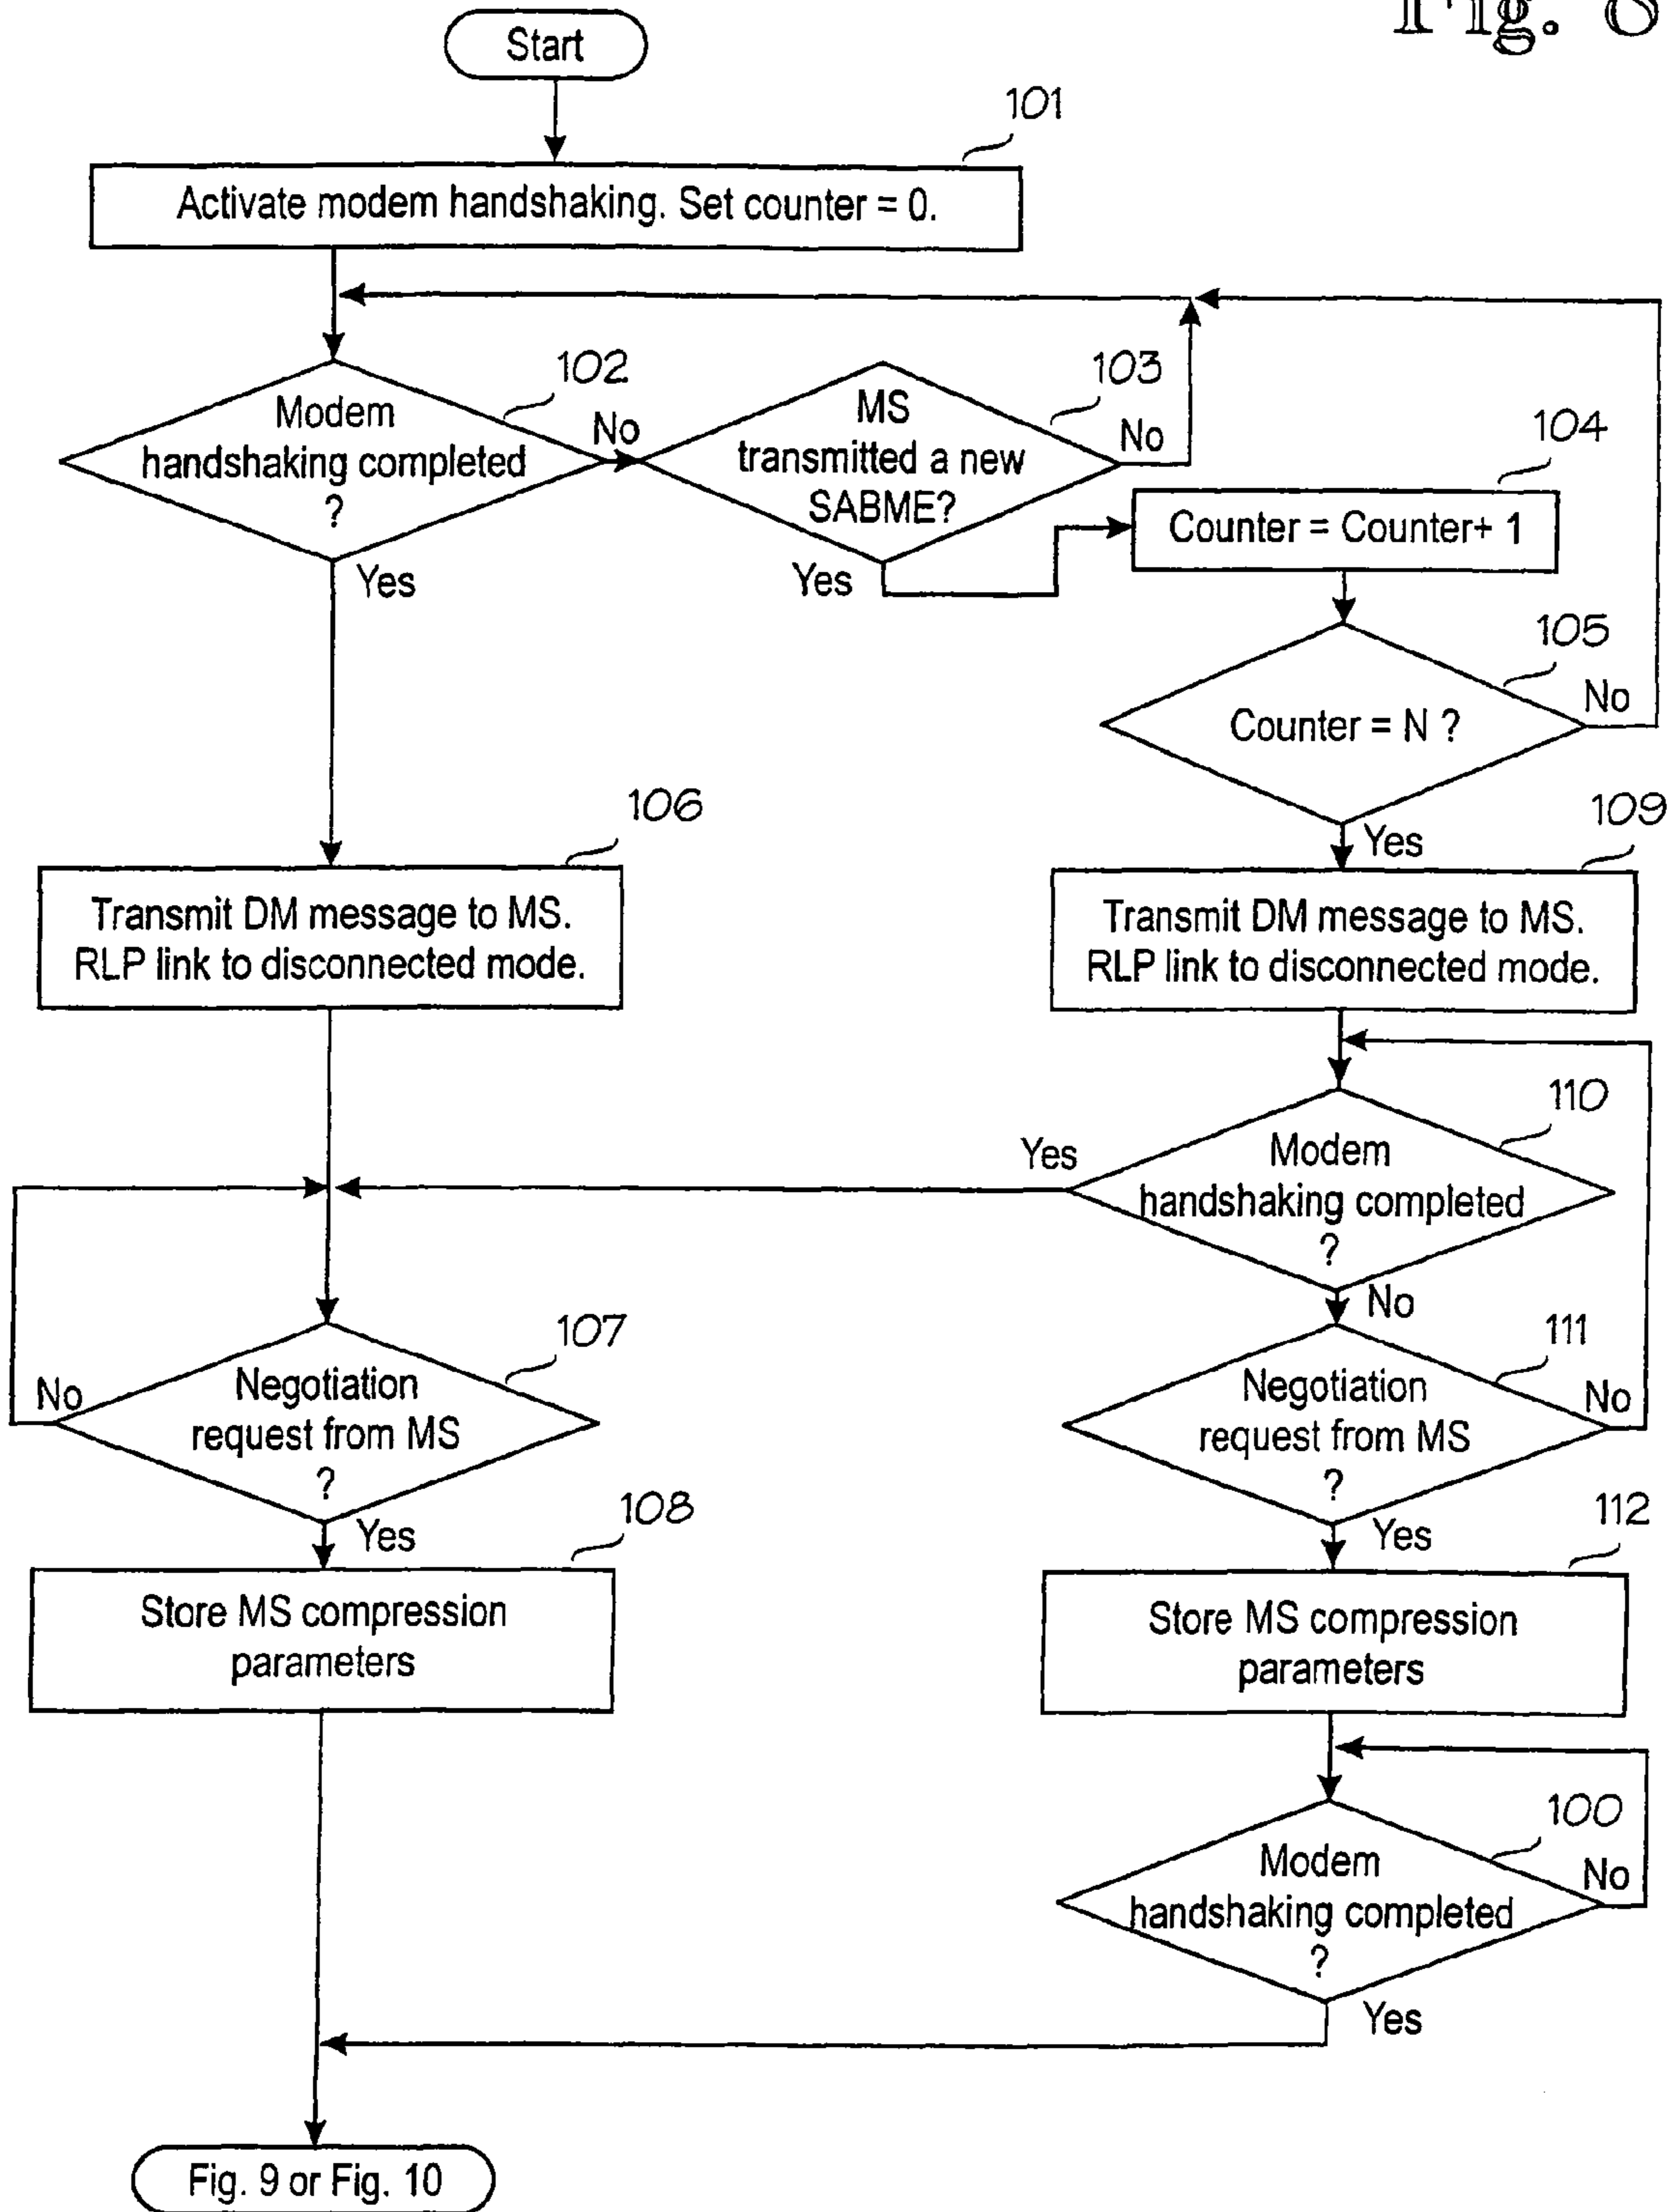 Fig. 8
Start
101
Activate modem handshaking. Set counter = 0.
102
Modem
handshaking completed
?
No
Yes
103
MS
transmitted a new
SABME?
No
Yes
104
Counter = Counter+ 1
105
Counter = N ?
No
Yes
106
Transmit DM message to MS.
RLP link to disconnected mode.
109
Transmit DM message to MS.
RLP link to disconnected mode.
110
Modem
handshaking completed
?
Yes
No
107
Negotiation
request from MS
?
No
Yes
111
Negotiation
request from MS
?
No
Yes
108
Store MS compression
parameters
112
Store MS compression
parameters
100
Modem
handshaking completed
?
No
Yes
Fig. 9 or Fig. 10